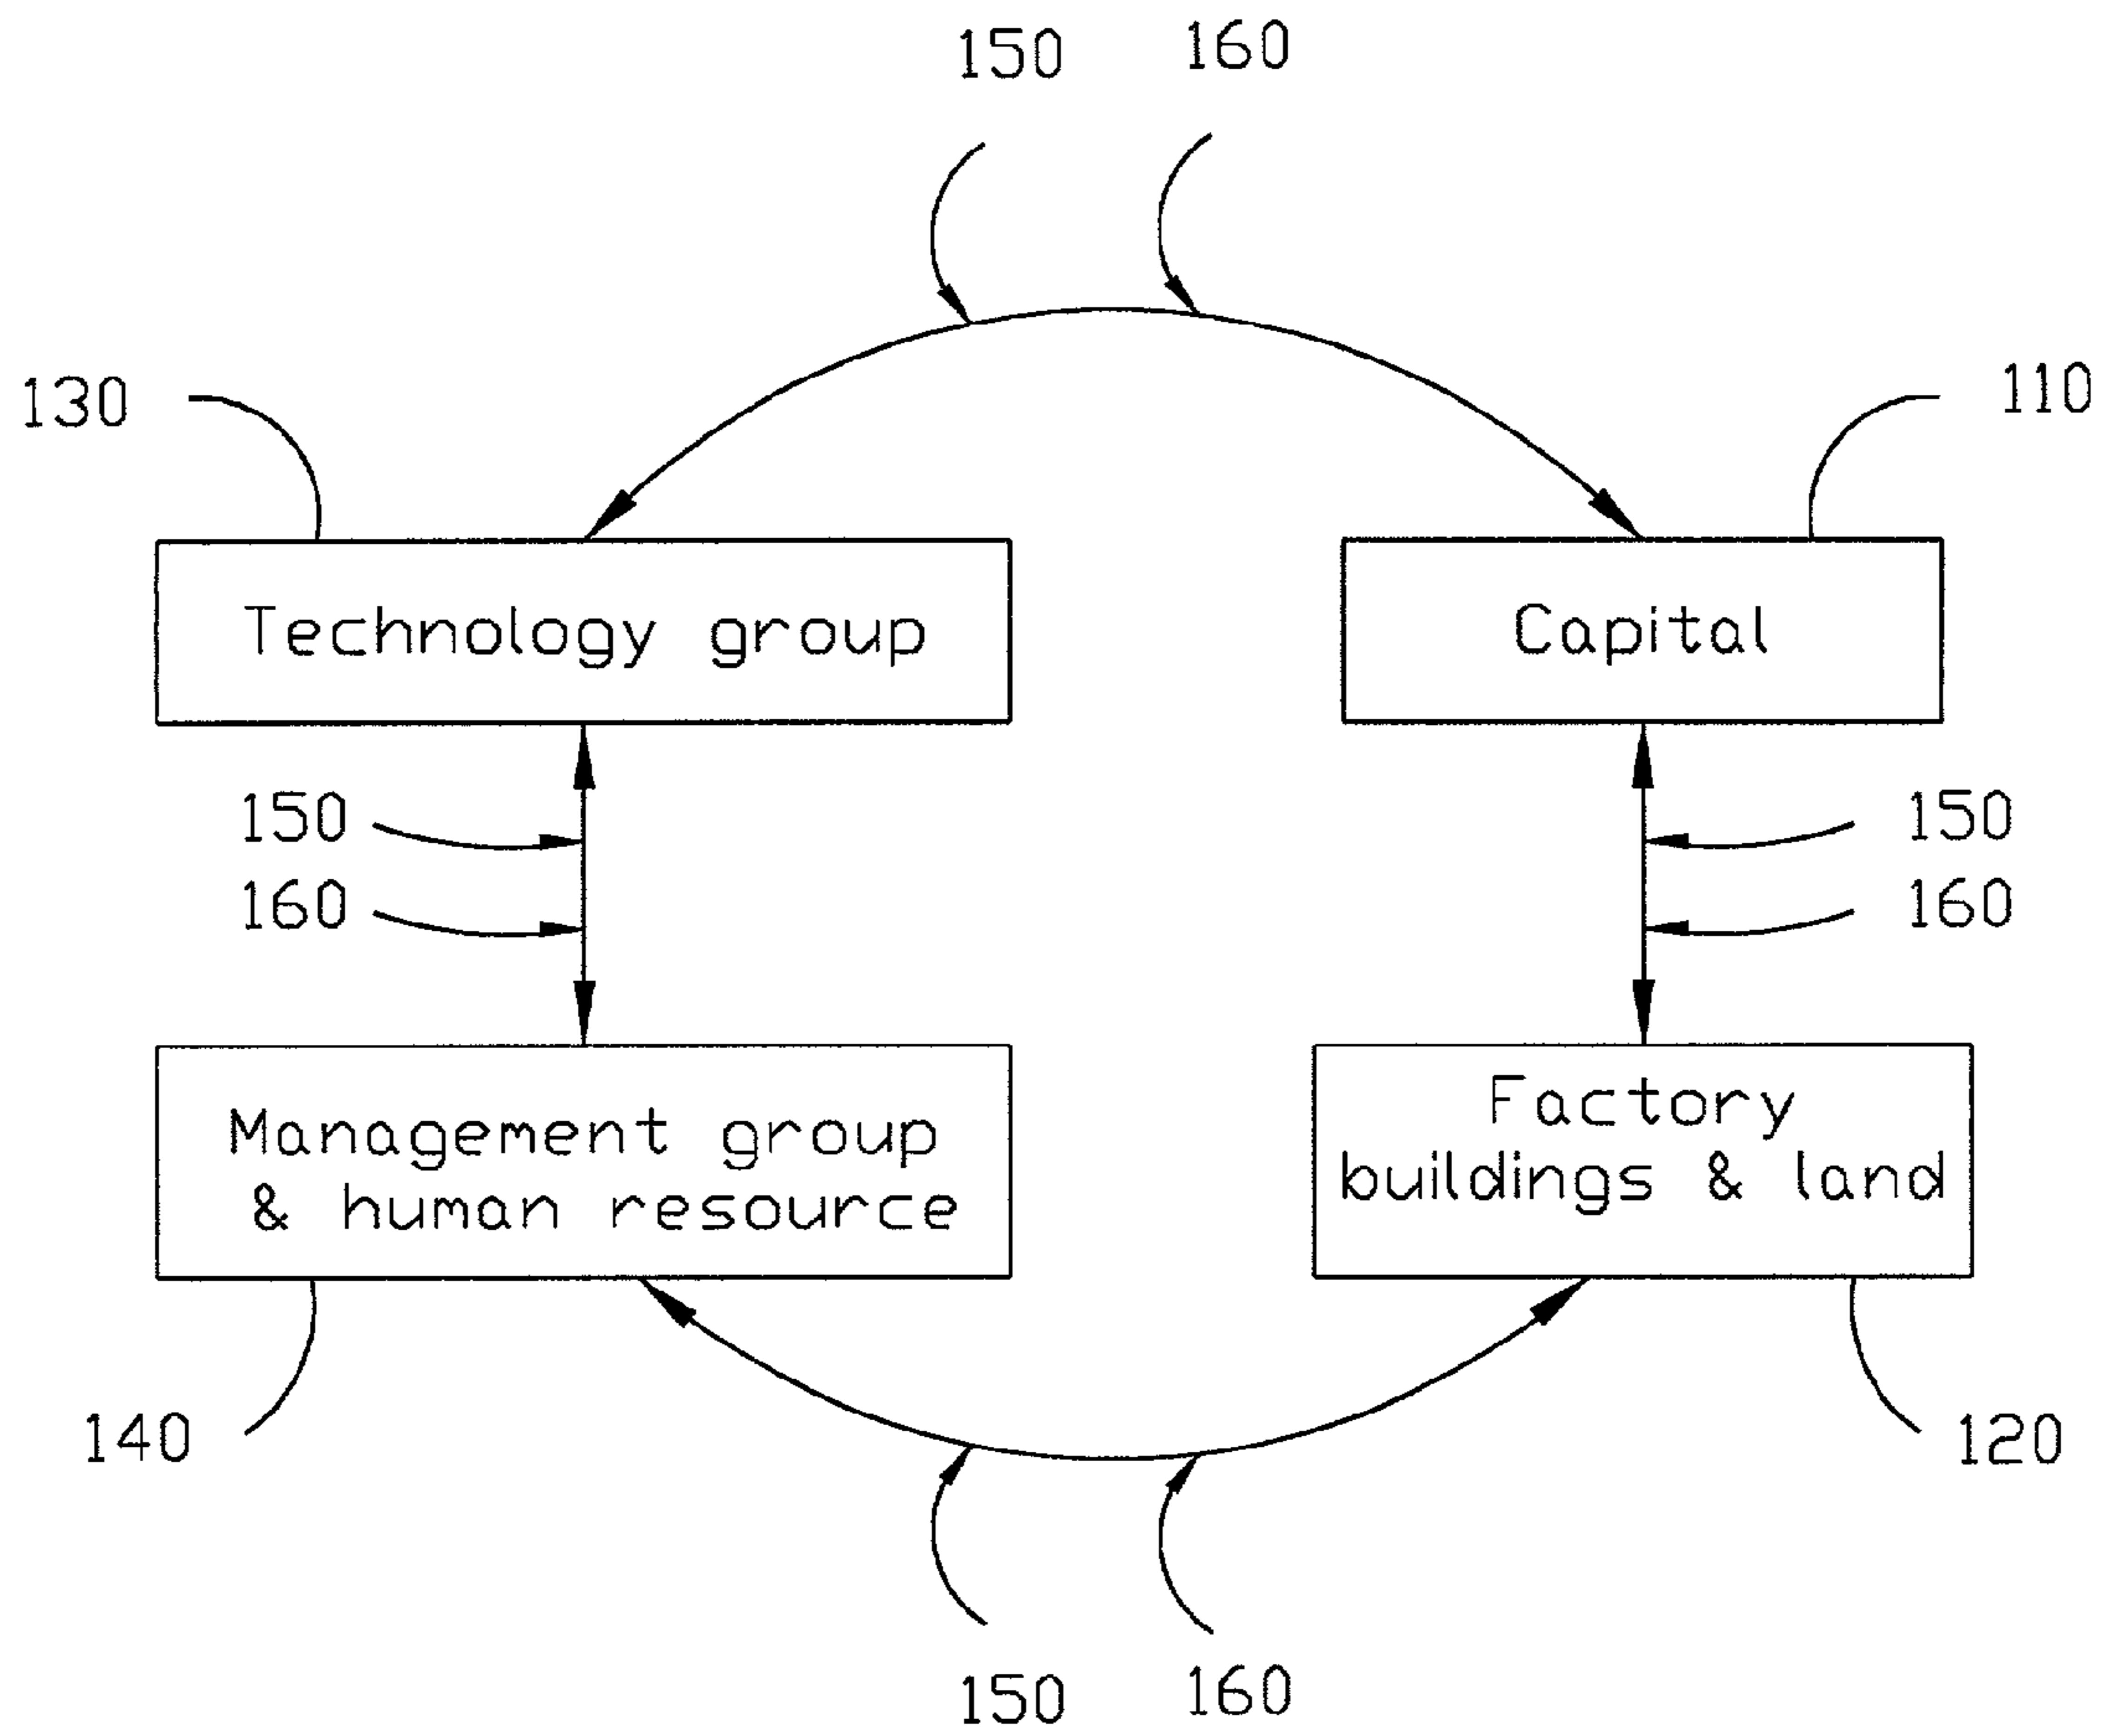 150 160
130
110
Technology group
Capital
150
150
160
160
Management group
& human resource
Factory
buildings & land
140
120
150 160